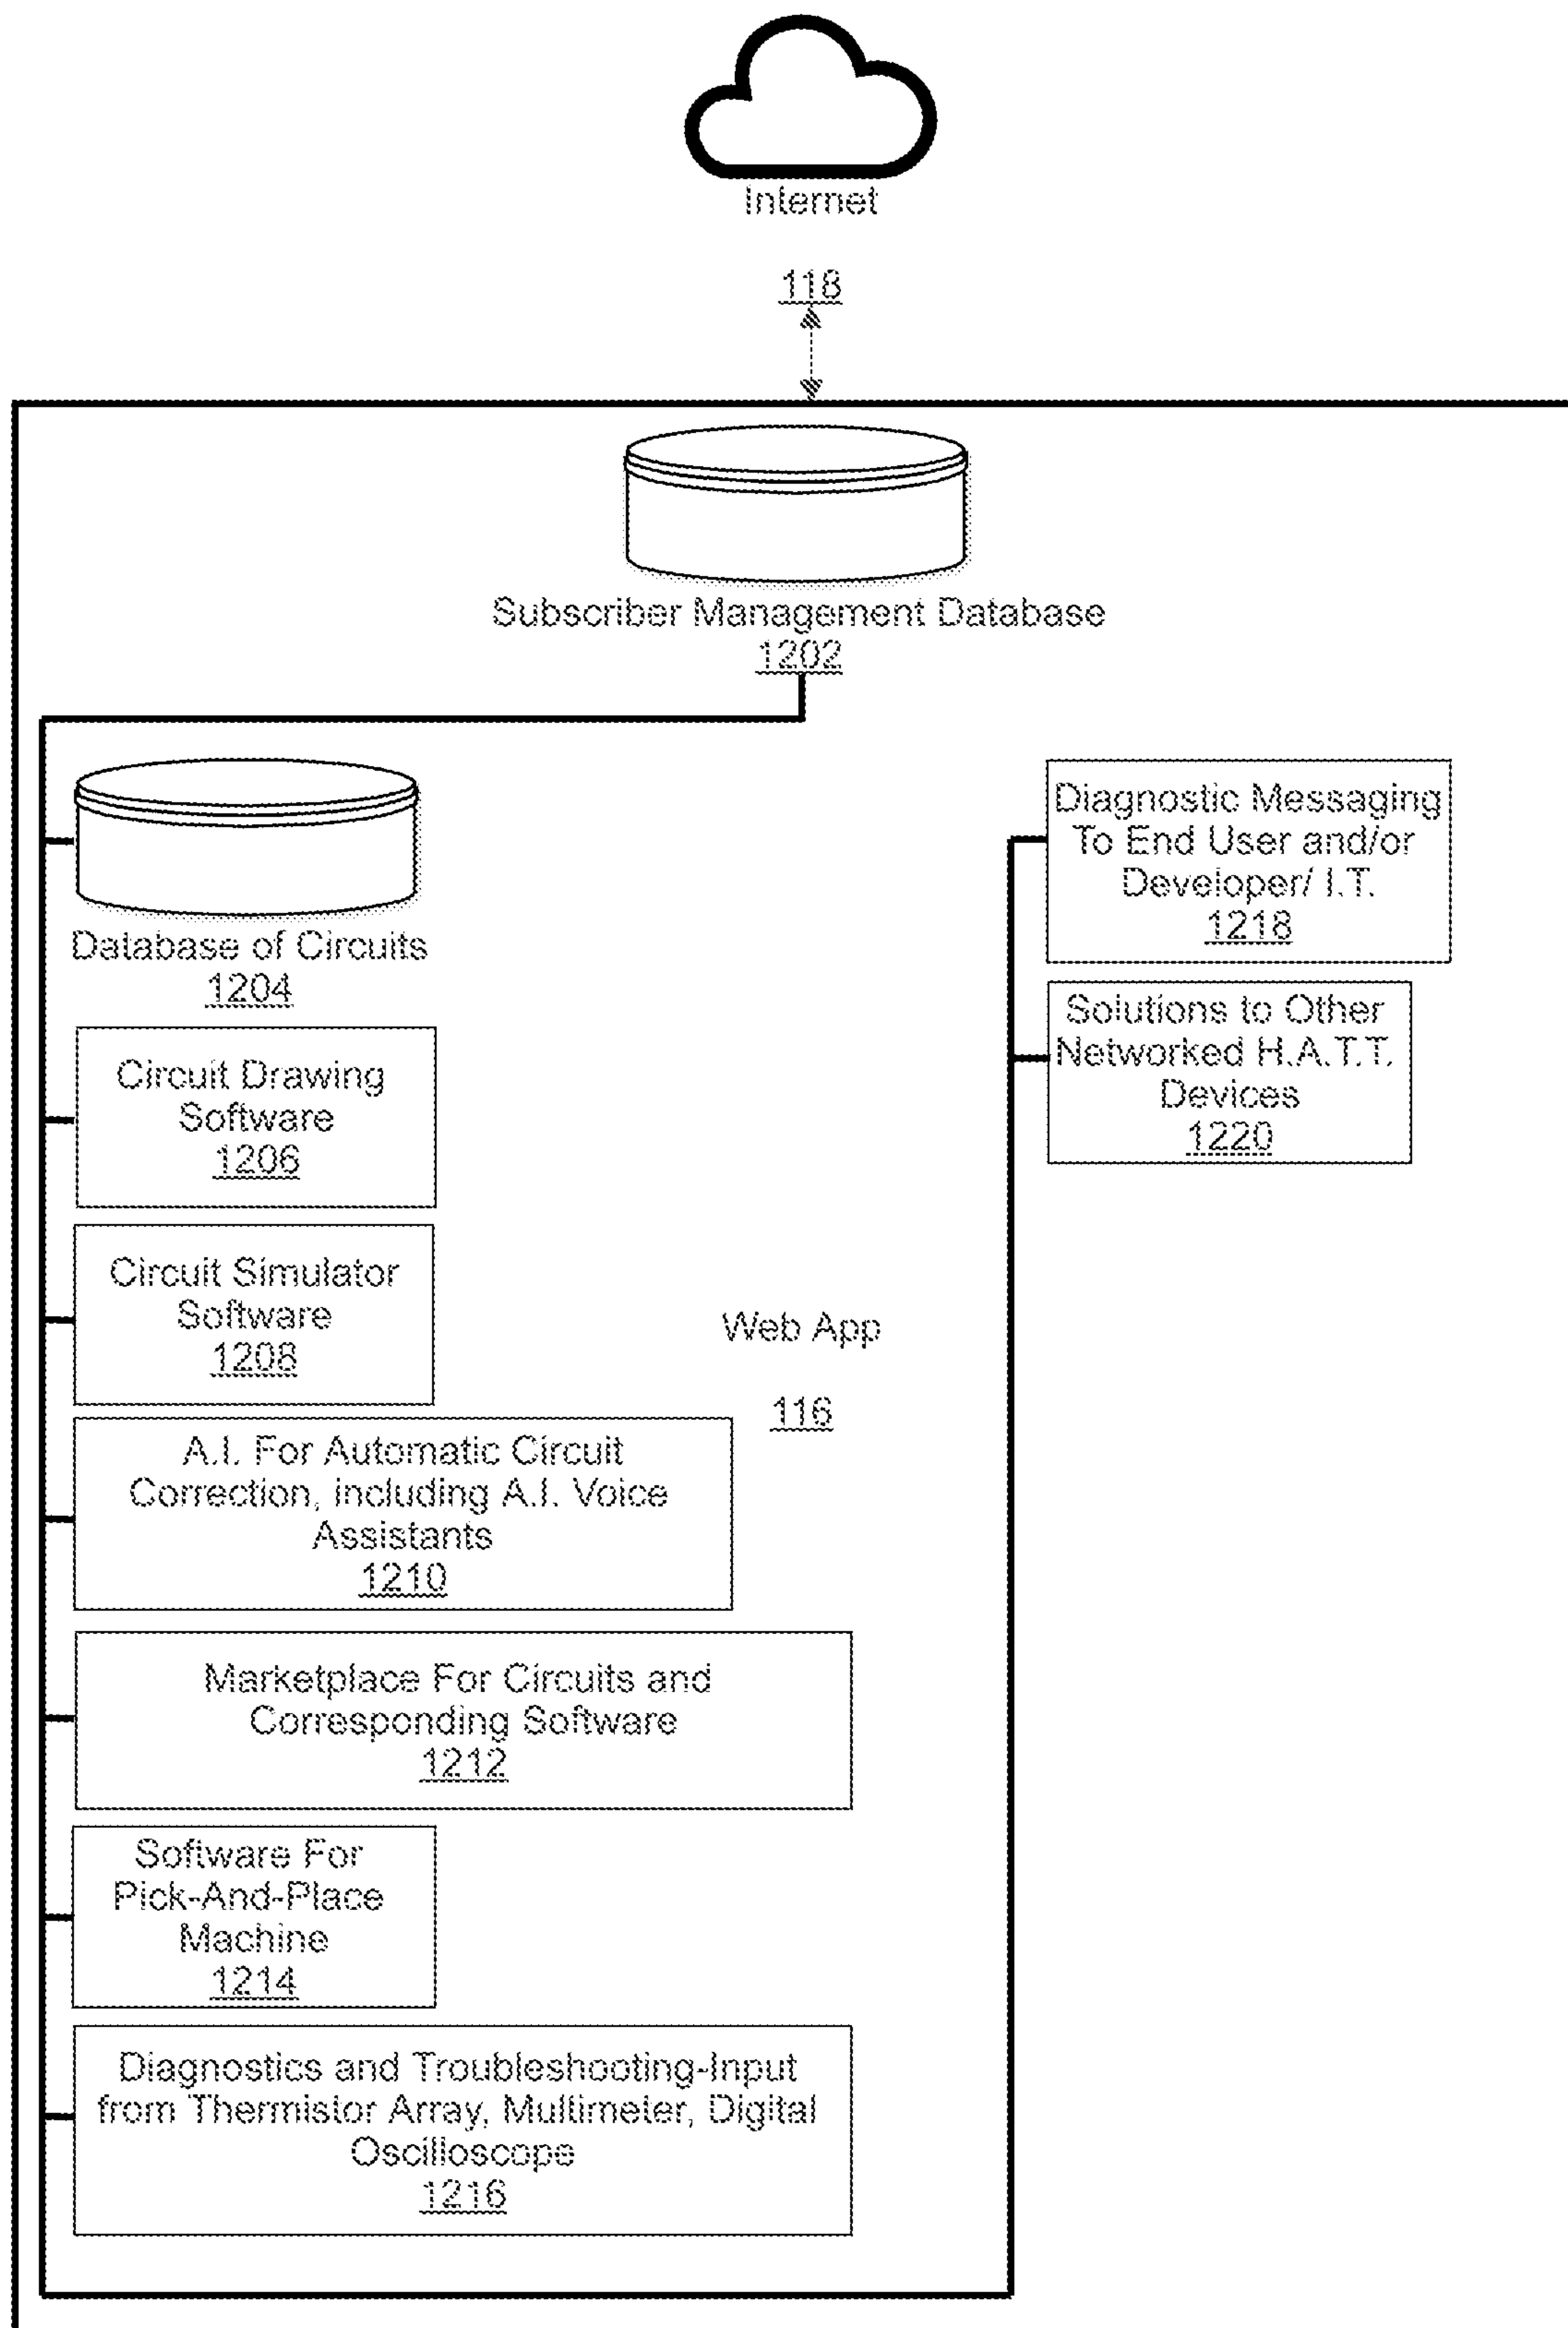 Internet
118
Subscriber Management Database
1202
Database of Circuits
1204
Circuit Drawing
Software
1206
Circuit Simulator
Software
1208
A.I. For Automatic Circuit
Correction, including A.I. Voice
Assistants
1210
Marketplace For Circuits and
Corresponding Software
1212
Software For
Pick-And-Place
Machine
1214
Diagnostics and Troubleshooting-Input
from Thermistor Array, Multimeter, Digital
Oscilloscope
1216
Web App
116
Diagnostic Messaging
To End User and/or
Developer/ I.T.
1218
Solutions to Other
Networked H.A.T.T.
Devices
1220